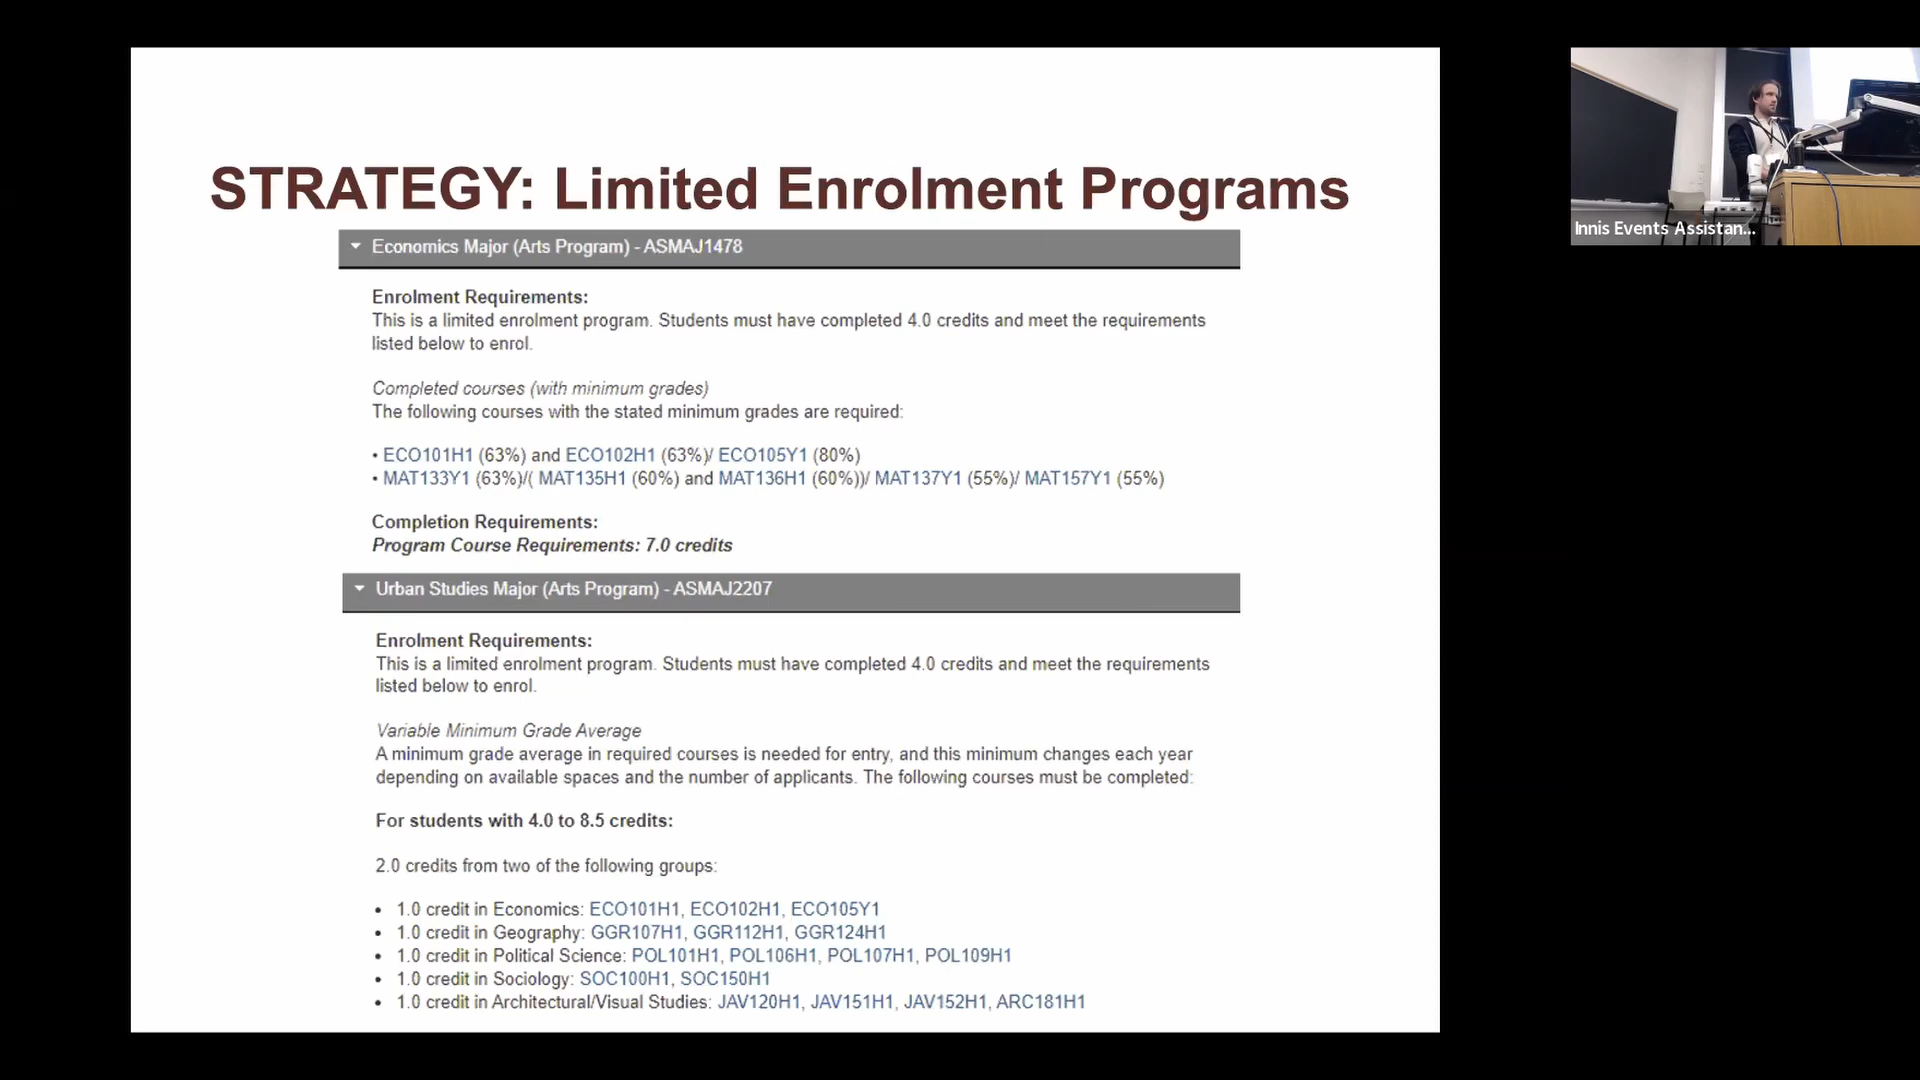 STRATEGY: Limited Enrolment Programs
Economics Major (Arts Program) - ASMAJ1478
Enrolment Requirements:
This is a limited enrolment program. Students must have completed 4.0 credits and meet the requirements
listed below to enrol.
Completed courses (with minimum grades)
The following courses with the stated minimum grades are required:
• ECO101H1 (63%) and ECO102H1 (63%)/ ECO105Y1 (80%)
• MAT133Y1 (63%)/( MAT135H1 (60%) and MAT136H1 (60%))/ MAT137Y1 (55%)/ MAT157Y1 (55%)
Completion Requirements:
Program Course Requirements: 7.0 credits
Urban Studies Major (Arts Program) - ASMAJ2207
Enrolment Requirements:
This is a limited enrolment program. Students must have completed 4.0 credits and meet the requirements
listed below to enrol.
Variable Minimum Grade Average
A minimum grade average in required courses is needed for entry, and this minimum changes each year
depending on available spaces and the number of applicants. The following courses must be completed:
For students with 4.0 to 8.5 credits:
2.0 credits from two of the following groups:
• 1.0 credit in Economics: ECO101H1, ECO102H1, ECO105Y1
• 1.0 credit in Geography: GGR107H1, GGR112H1, GGR124H1
• 1.0 credit in Political Science: POL101H1, POL106H1, POL107H1, POL109H1
• 1.0 credit in Sociology: SOC100H1, SOC150H1
• 1.0 credit in Architectural/Visual Studies: JAV120H1, JAV151H1, JAV152H1, ARC181H1
Innis Events Assistan...